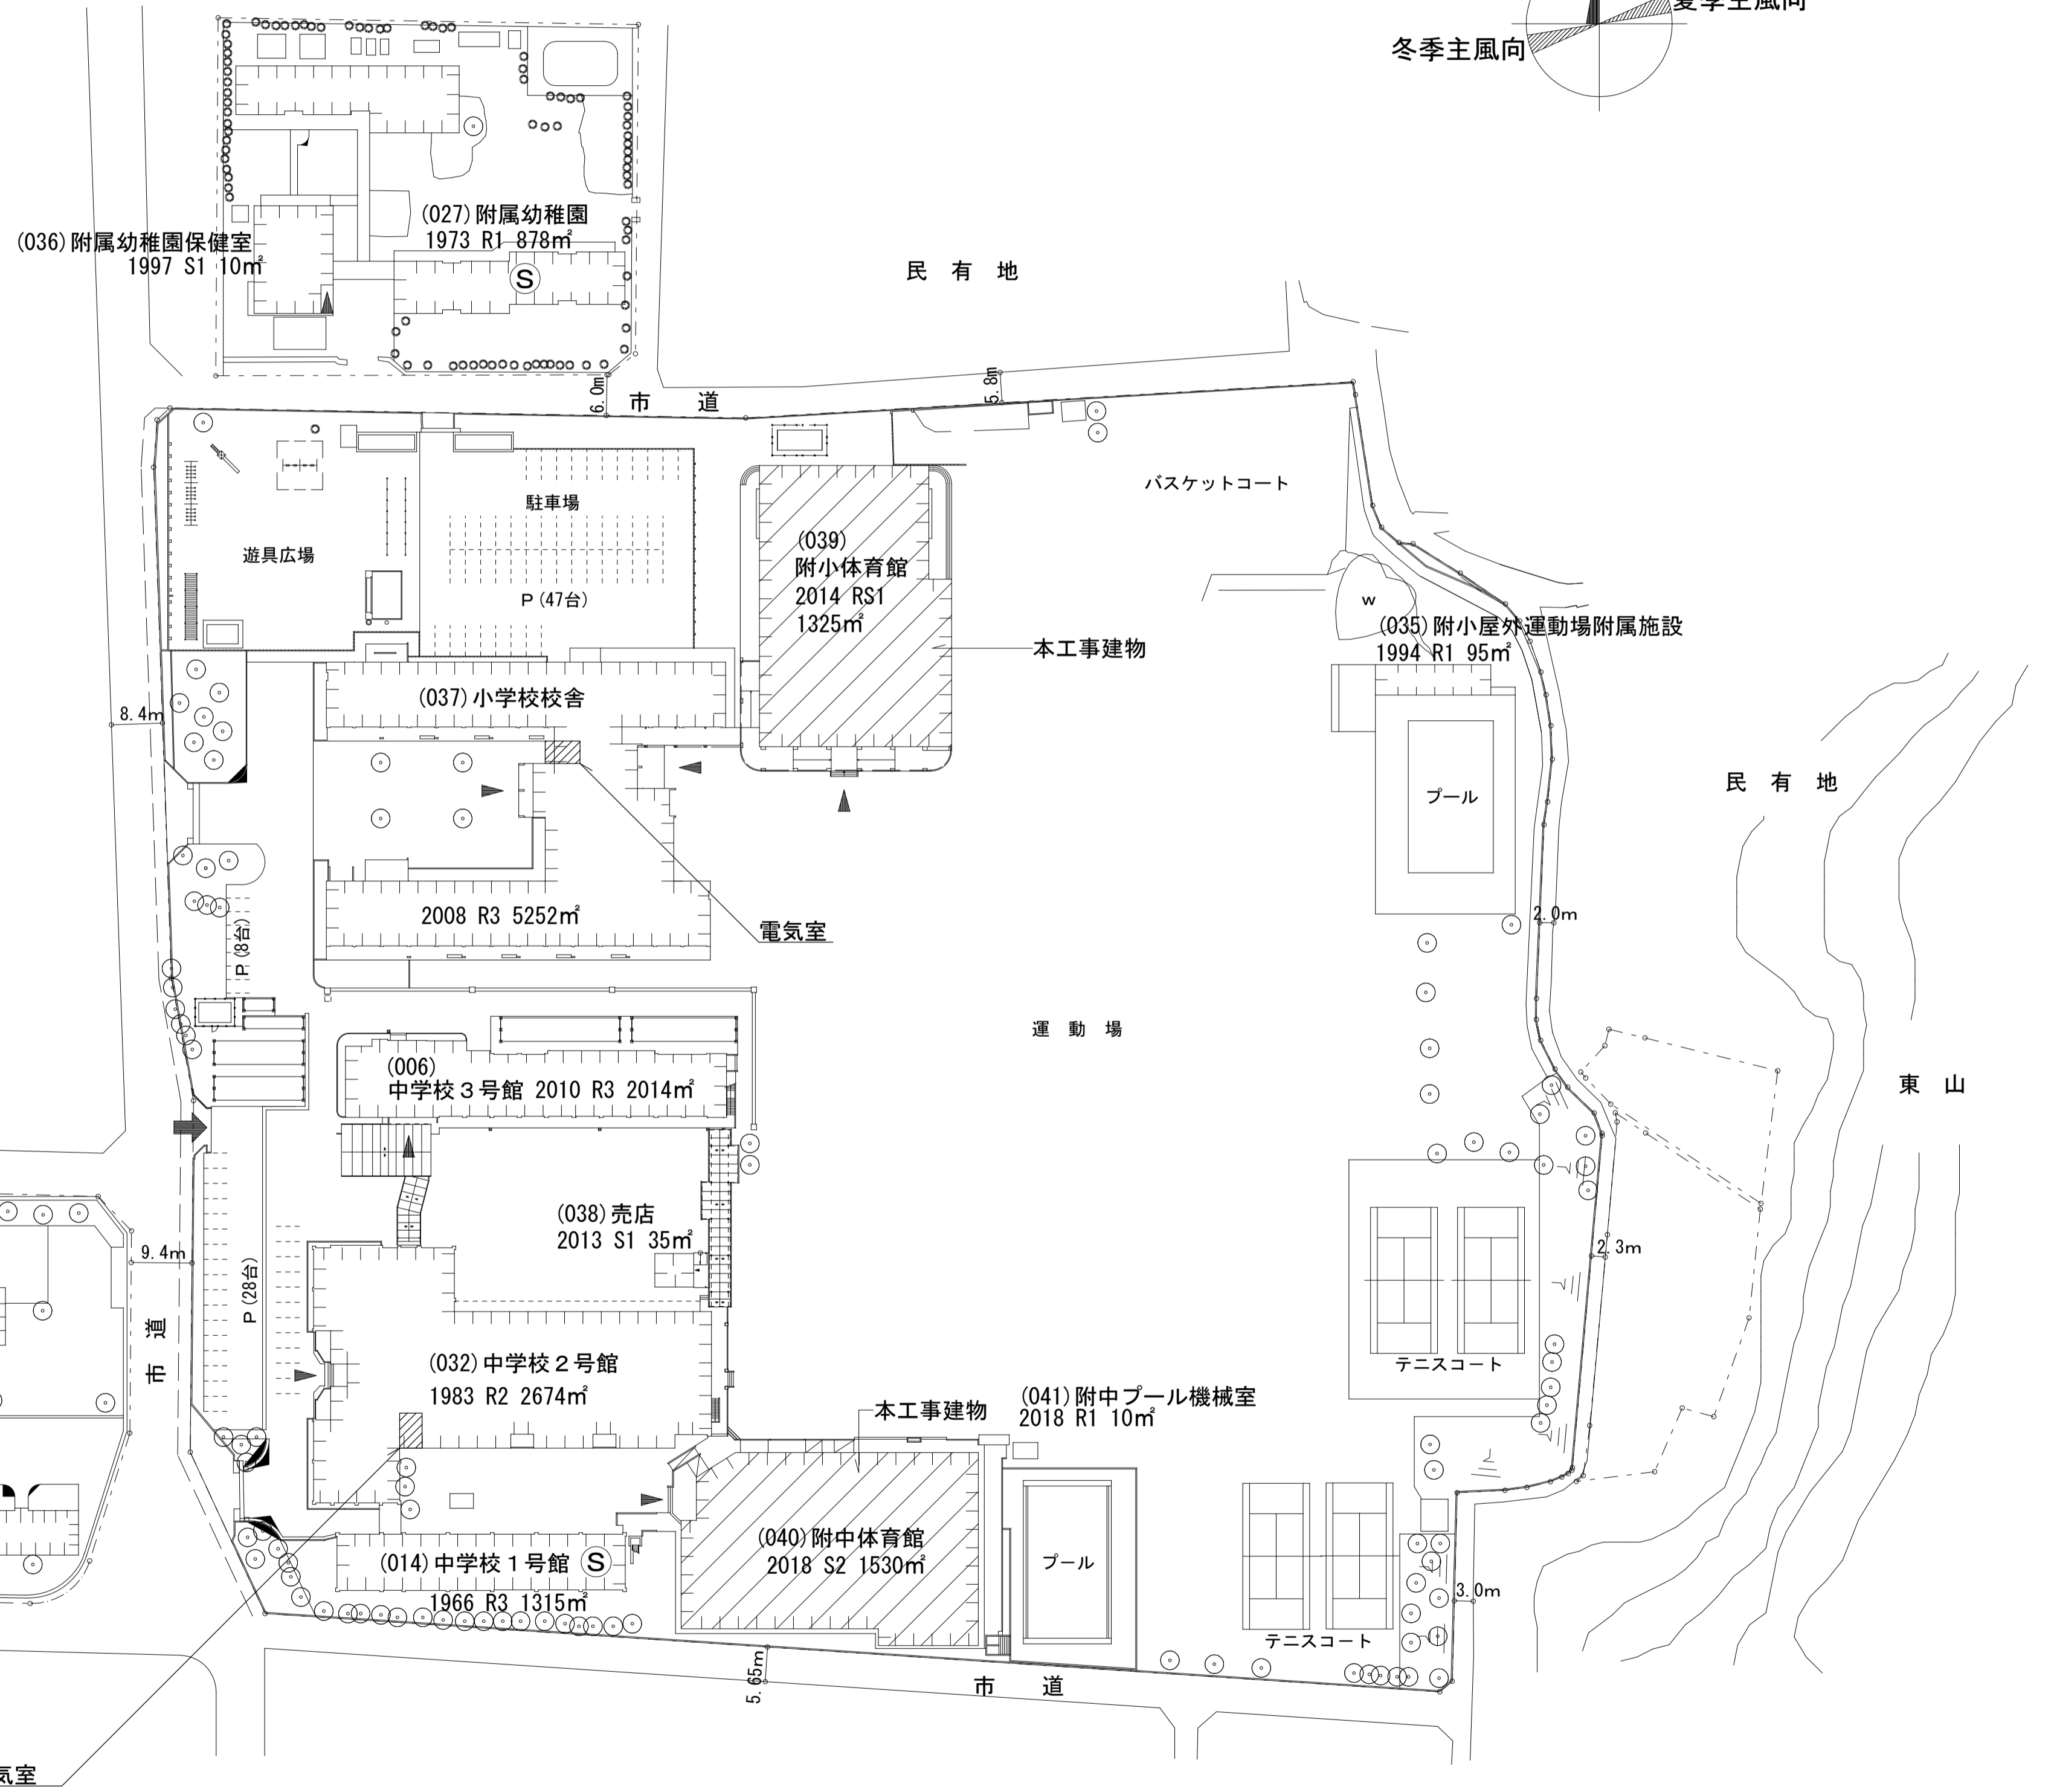 夏季主風向
冬季主風向
(027)附属幼稚園
1973 R1 878㎡
(036)附属幼稚園保健室
1997 S1 10㎡
S
民 有 地
6.0m
市 道
5.8m
バスケットコート
駐車場
遊具広場
P(47台)
(039)
附小体育館
2014 RS1
1325㎡
本工事建物
W
(035)附小屋外運動場附属施設
1994 R1 95㎡
(037)小学校校舎
8.4m
プール
民 有 地
2008 R3 5252㎡
電気室
P(8台)
2.0m
運 動 場
(006)
中学校３号館 2010 R3 2014㎡
東 山
(038)売店
2013 S1 35㎡
9.4m
P(28台)
2.3m
市 道
(032)中学校２号館
1983 R2 2674㎡
テニスコート
本工事建物
(041)附中プール機械室
2018 R1 10㎡
(040)附中体育館
2018 S2 1530㎡
(014)中学校１号館 S
1966 R3 1315㎡
プール
3.0m
テニスコート
5.65m
市 道
気室